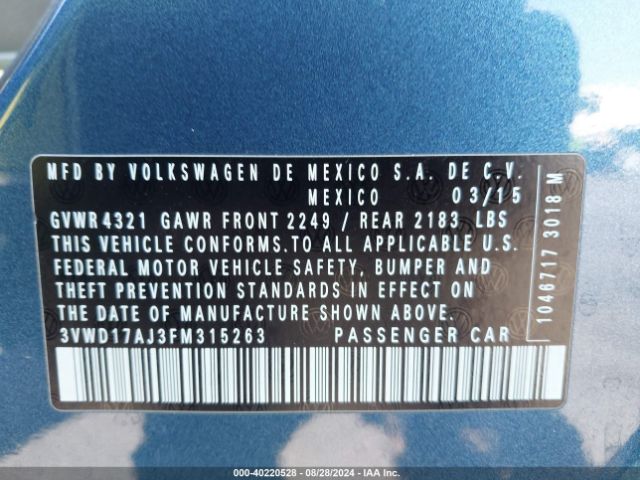 MFD BY VOLKSWAGEN DE MEXICO S.A. DE C.V.
MEXICO 03/15
GVWR 4321 GAWR FRONT 2249 / REAR 2183 LBS
THIS VEHICLE CONFORMS TO ALL APPLICABLE U.S.
FEDERAL MOTOR VEHICLE SAFETY, BUMPER AND
THEFT PREVENTION STANDARDS IN EFFECT ON
THE DATE OF MANUFACTURE SHOWN ABOVE.
3VWD17AJ3FM315263 PASSENGER CAR
1046717 3018 M
000-40220528 - 08/28/2024 - IAA Inc.